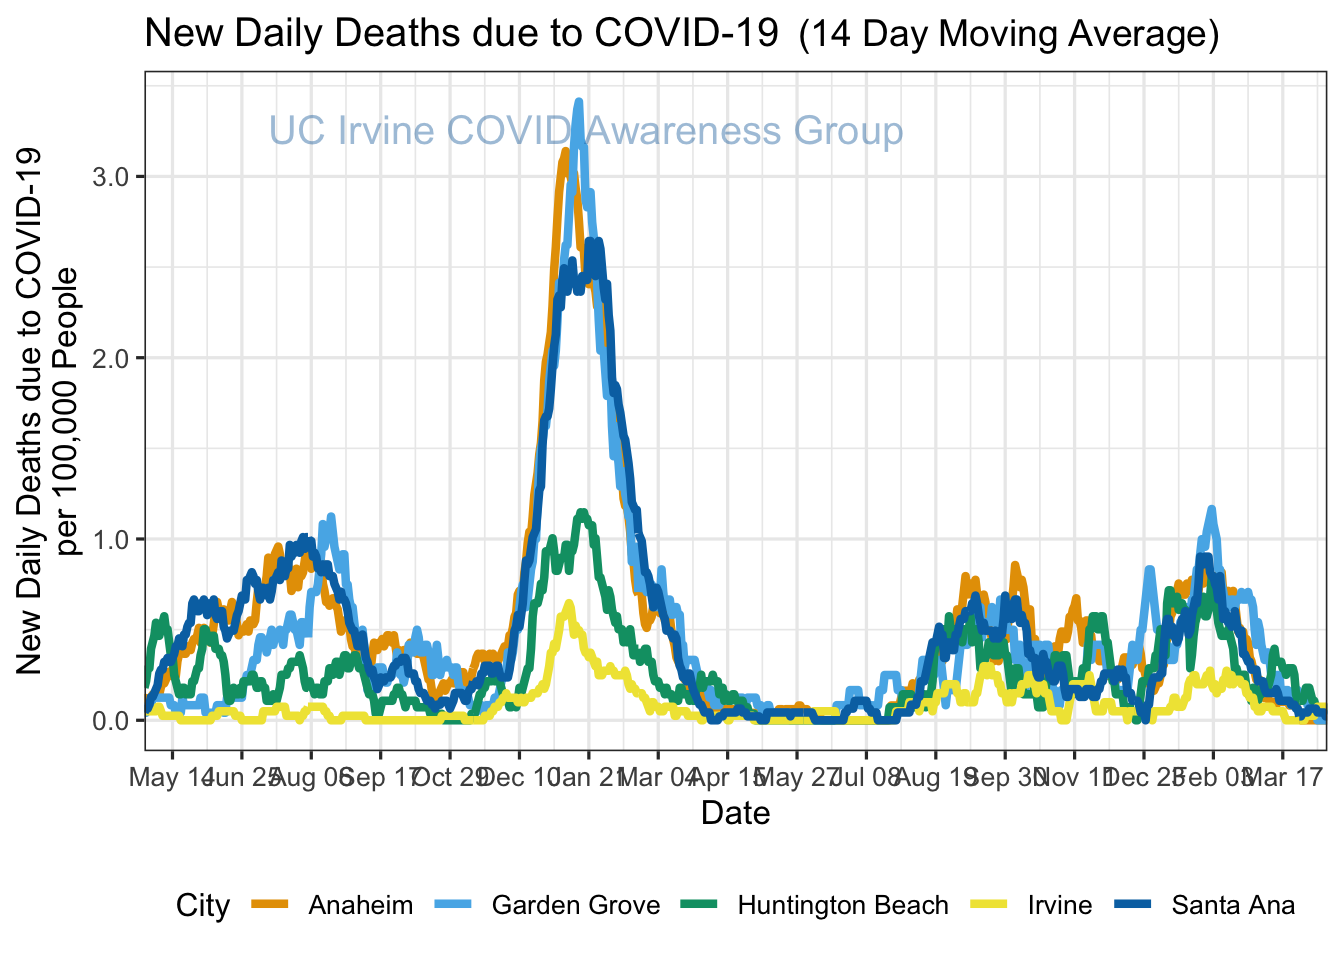 New Daily Deaths due to COVID-19 (14 Day Moving Average)
UC Irvine COVID Awareness Group
New Daily Deaths due to COVID-19
per 100,000 People
3.0
2.0
1.0
0.0
May 14 Jun 25 Aug 06 Sep 17 Oct 29 Dec 10 Jan 21 Mar 04 Apr 15 May 27 Jul 08 Aug 19 Sep 30 Nov 11 Dec 23 Feb 03 Mar 17
Date
City Anaheim Garden Grove Huntington Beach Irvine Santa Ana